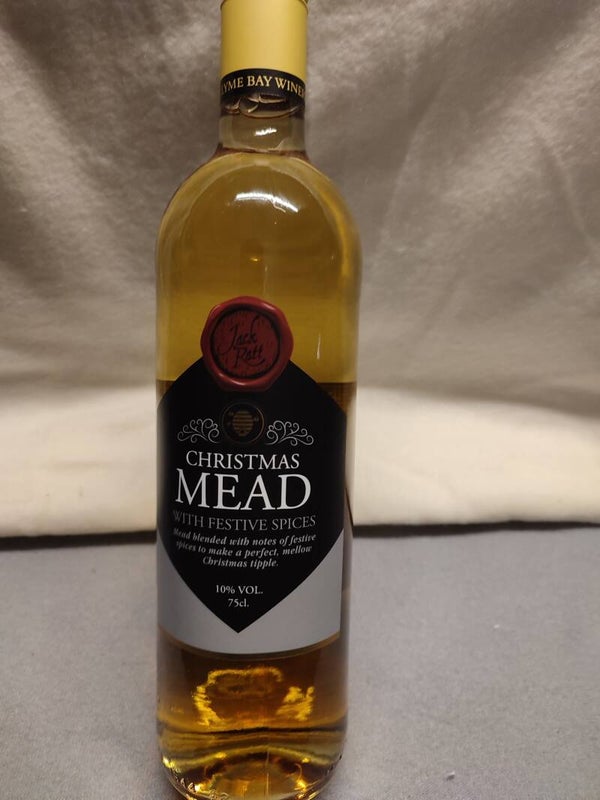 LYME BAY WINE
Jack
Ratt
CHRISTMAS
MEAD
WITH FESTIVE SPICES
Mead blended with notes of festive
spices to make a perfect, mellow
Christmas tipple.
10% VOL.
75cl.